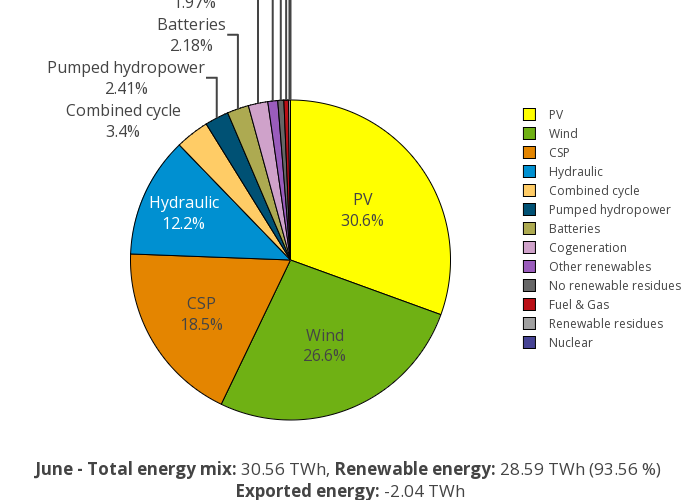 1.97%
Batteries
2.18%
Pumped hydropower
2.41%
Combined cycle
3.4%
Hydraulic
12.2%
PV
30.6%
CSP
18.5%
Wind
26.6%
PV
Wind
CSP
Hydraulic
Combined cycle
Pumped hydropower
Batteries
Cogeneration
Other renewables
No renewable residues
Fuel & Gas
Renewable residues
Nuclear
June - Total energy mix: 30.56 TWh, Renewable energy: 28.59 TWh (93.56 %)
Exported energy: -2.04 TWh